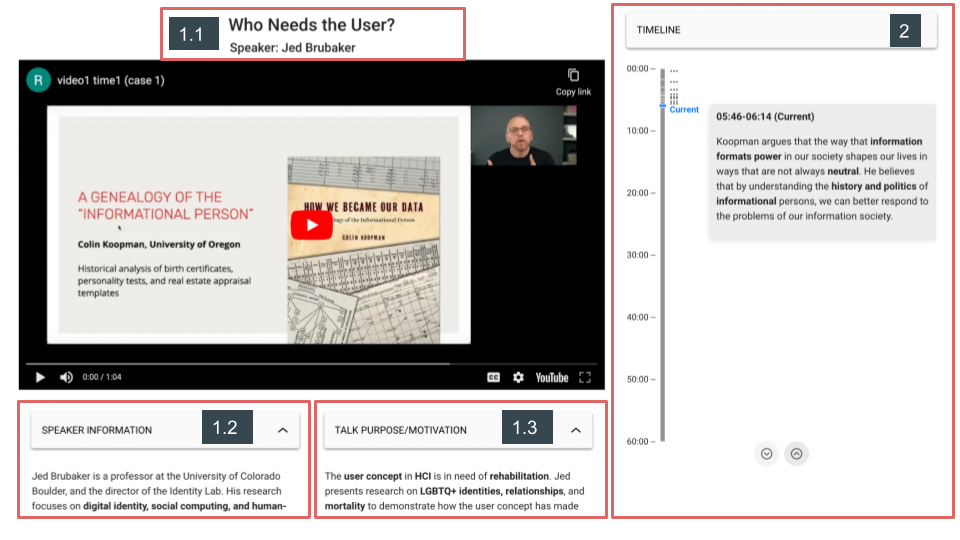 1.1
Who Needs the User?
Speaker: Jed Brubaker
R
video1 time1 (case 1)
Copy link
A GENEALOGY OF THE
"INFORMATIONAL PERSON"
Colin Koopman, University of Oregon
Historical analysis of birth certificates,
personality tests, and real estate appraisal
templates
HOW WE BECAME OUR DATA
logy of the Informational Person
COLIN KOOPMAN
0:00 / 1:04
CC
YouTube
SPEAKER INFORMATION
1.2
Jed Brubaker is a professor at the University of Colorado
Boulder, and the director of the Identity Lab. His research
focuses on digital identity, social computing, and human-
TALK PURPOSE/MOTIVATION
1.3
The user concept in HCI is in need of rehabilitation. Jed
presents research on LGBTQ+ identities, relationships, and
mortality to demonstrate how the user concept has made
TIMELINE
2
00:00
Current
10:00
20:00
30:00
40:00
50:00
60:00
05:46-06:14 (Current)
Koopman argues that the way that information
formats power in our society shapes our lives in
ways that are not always neutral. He believes
that by understanding the history and politics of
informational persons, we can better respond to
the problems of our information society.